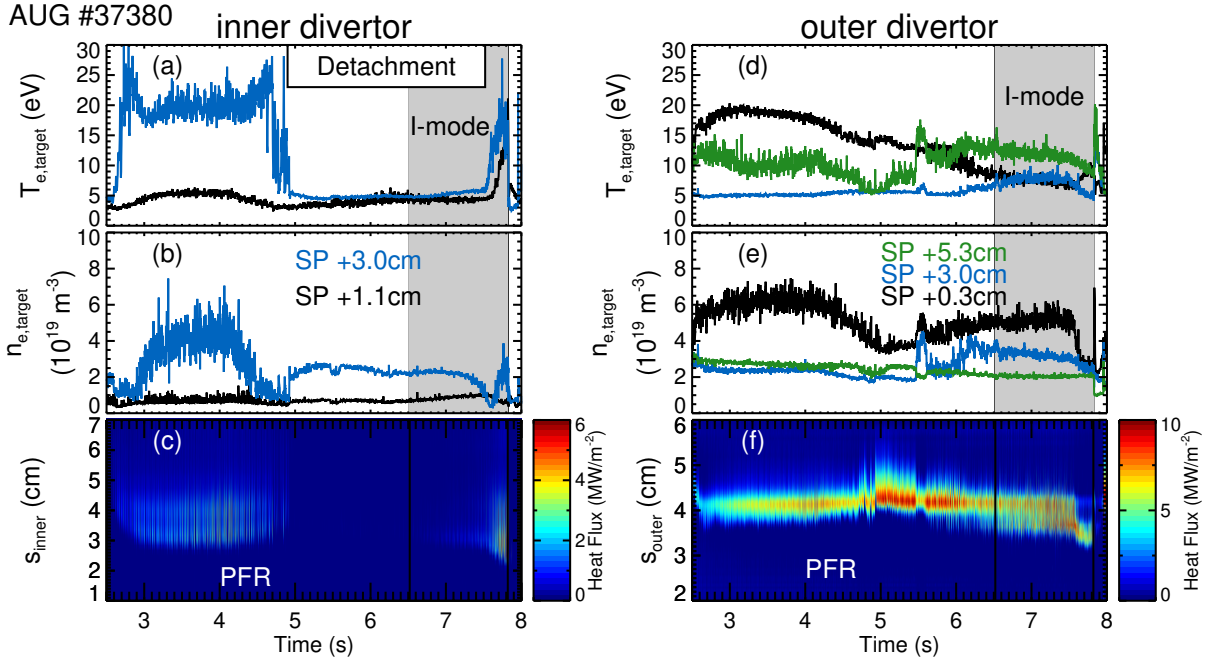 AUG #37380
inner divertor
outer divertor
(a)
Detachment
I-mode
T_e,target (eV)
30
25
20
15
10
5
0
(d)
I-mode
T_e,target (eV)
30
25
20
15
10
5
0
(b)
SP +3.0cm
SP +1.1cm
n_e,target
(10^19 m^-3)
10
8
6
4
2
0
(e)
SP +5.3cm
SP +3.0cm
SP +0.3cm
n_e,target
(10^19 m^-3)
10
8
6
4
2
0
(c)
PFR
s_inner (cm)
7
6
5
4
3
2
1
6
4
2
0
Heat Flux (MW/m^-2)
3 4 5 6 7 8
Time (s)
(f)
PFR
s_outer (cm)
6
5
4
3
2
10
5
0
Heat Flux (MW/m^-2)
3 4 5 6 7 8
Time (s)